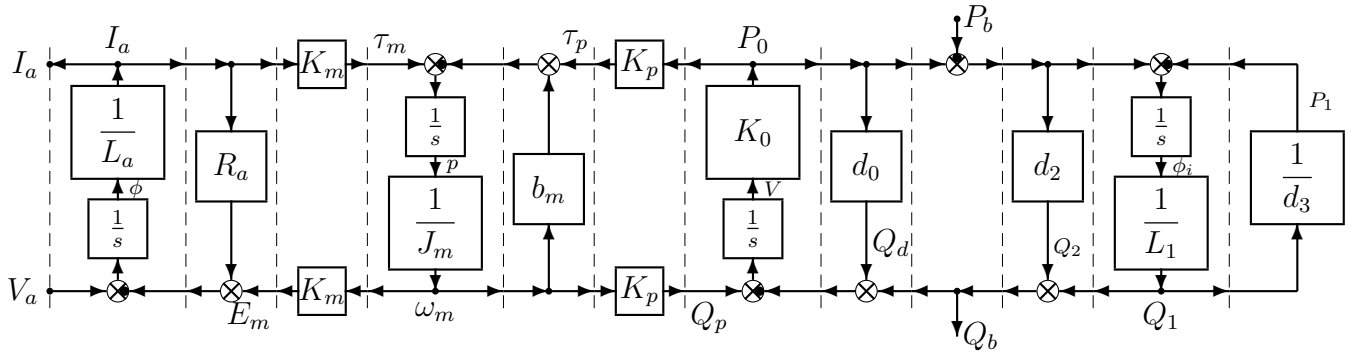 P_b
I_a τ_m τ_p P_0
I_a K_m K_p
1/L_a 1/s K_0 1/s P_1
R_a p b_m d_0 d_2 ϕ_i 1/d_3
ϕ V
1/s 1/J_m 1/s 1/L_1
Q_d Q_2
V_a K_m K_p
E_m ω_m Q_p Q_b Q_1